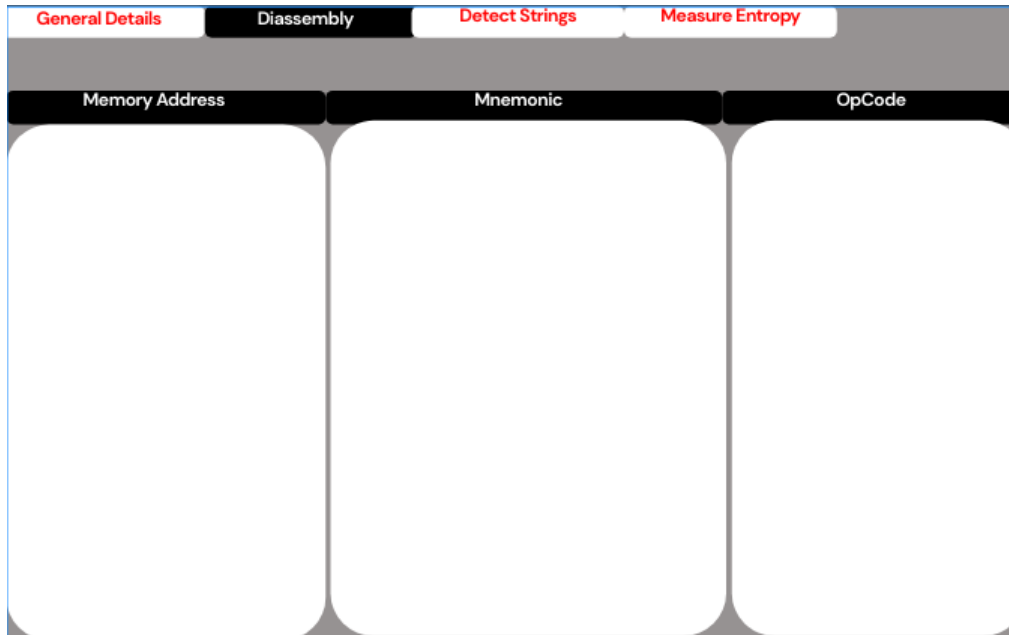 General Details Diassembly Detect Strings Measure Entropy
Memory Address Mnemonic OpCode